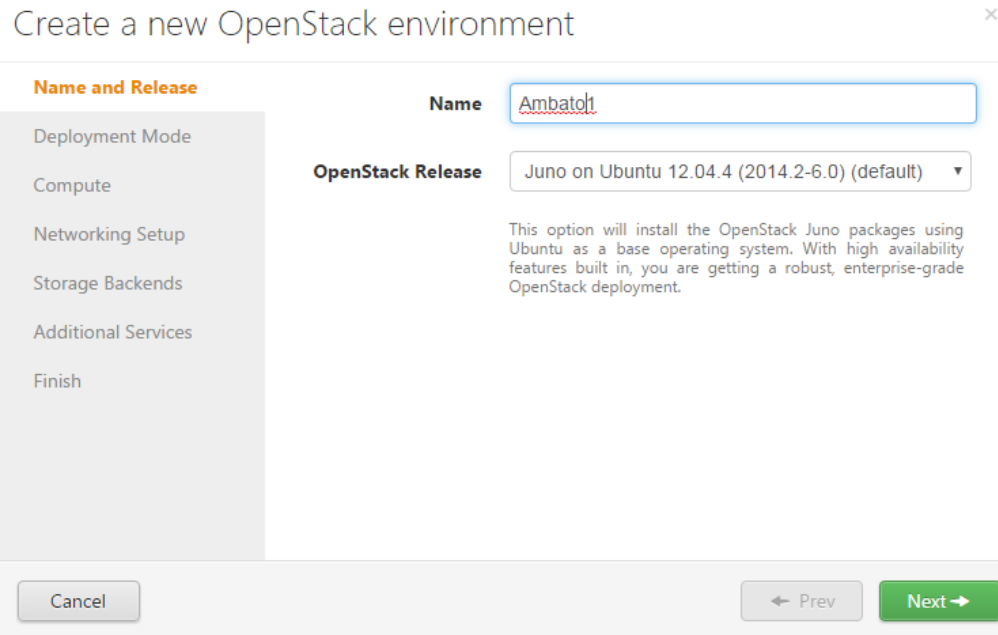 Create a new OpenStack environment
×
Name and Release
Deployment Mode
Compute
Networking Setup
Storage Backends
Additional Services
Finish
Name
Ambato1
OpenStack Release
Juno on Ubuntu 12.04.4 (2014.2-6.0) (default)
This option will install the OpenStack Juno packages using
Ubuntu as a base operating system. With high availability
features built in, you are getting a robust, enterprise-grade
OpenStack deployment.
Cancel
← Prev
Next →